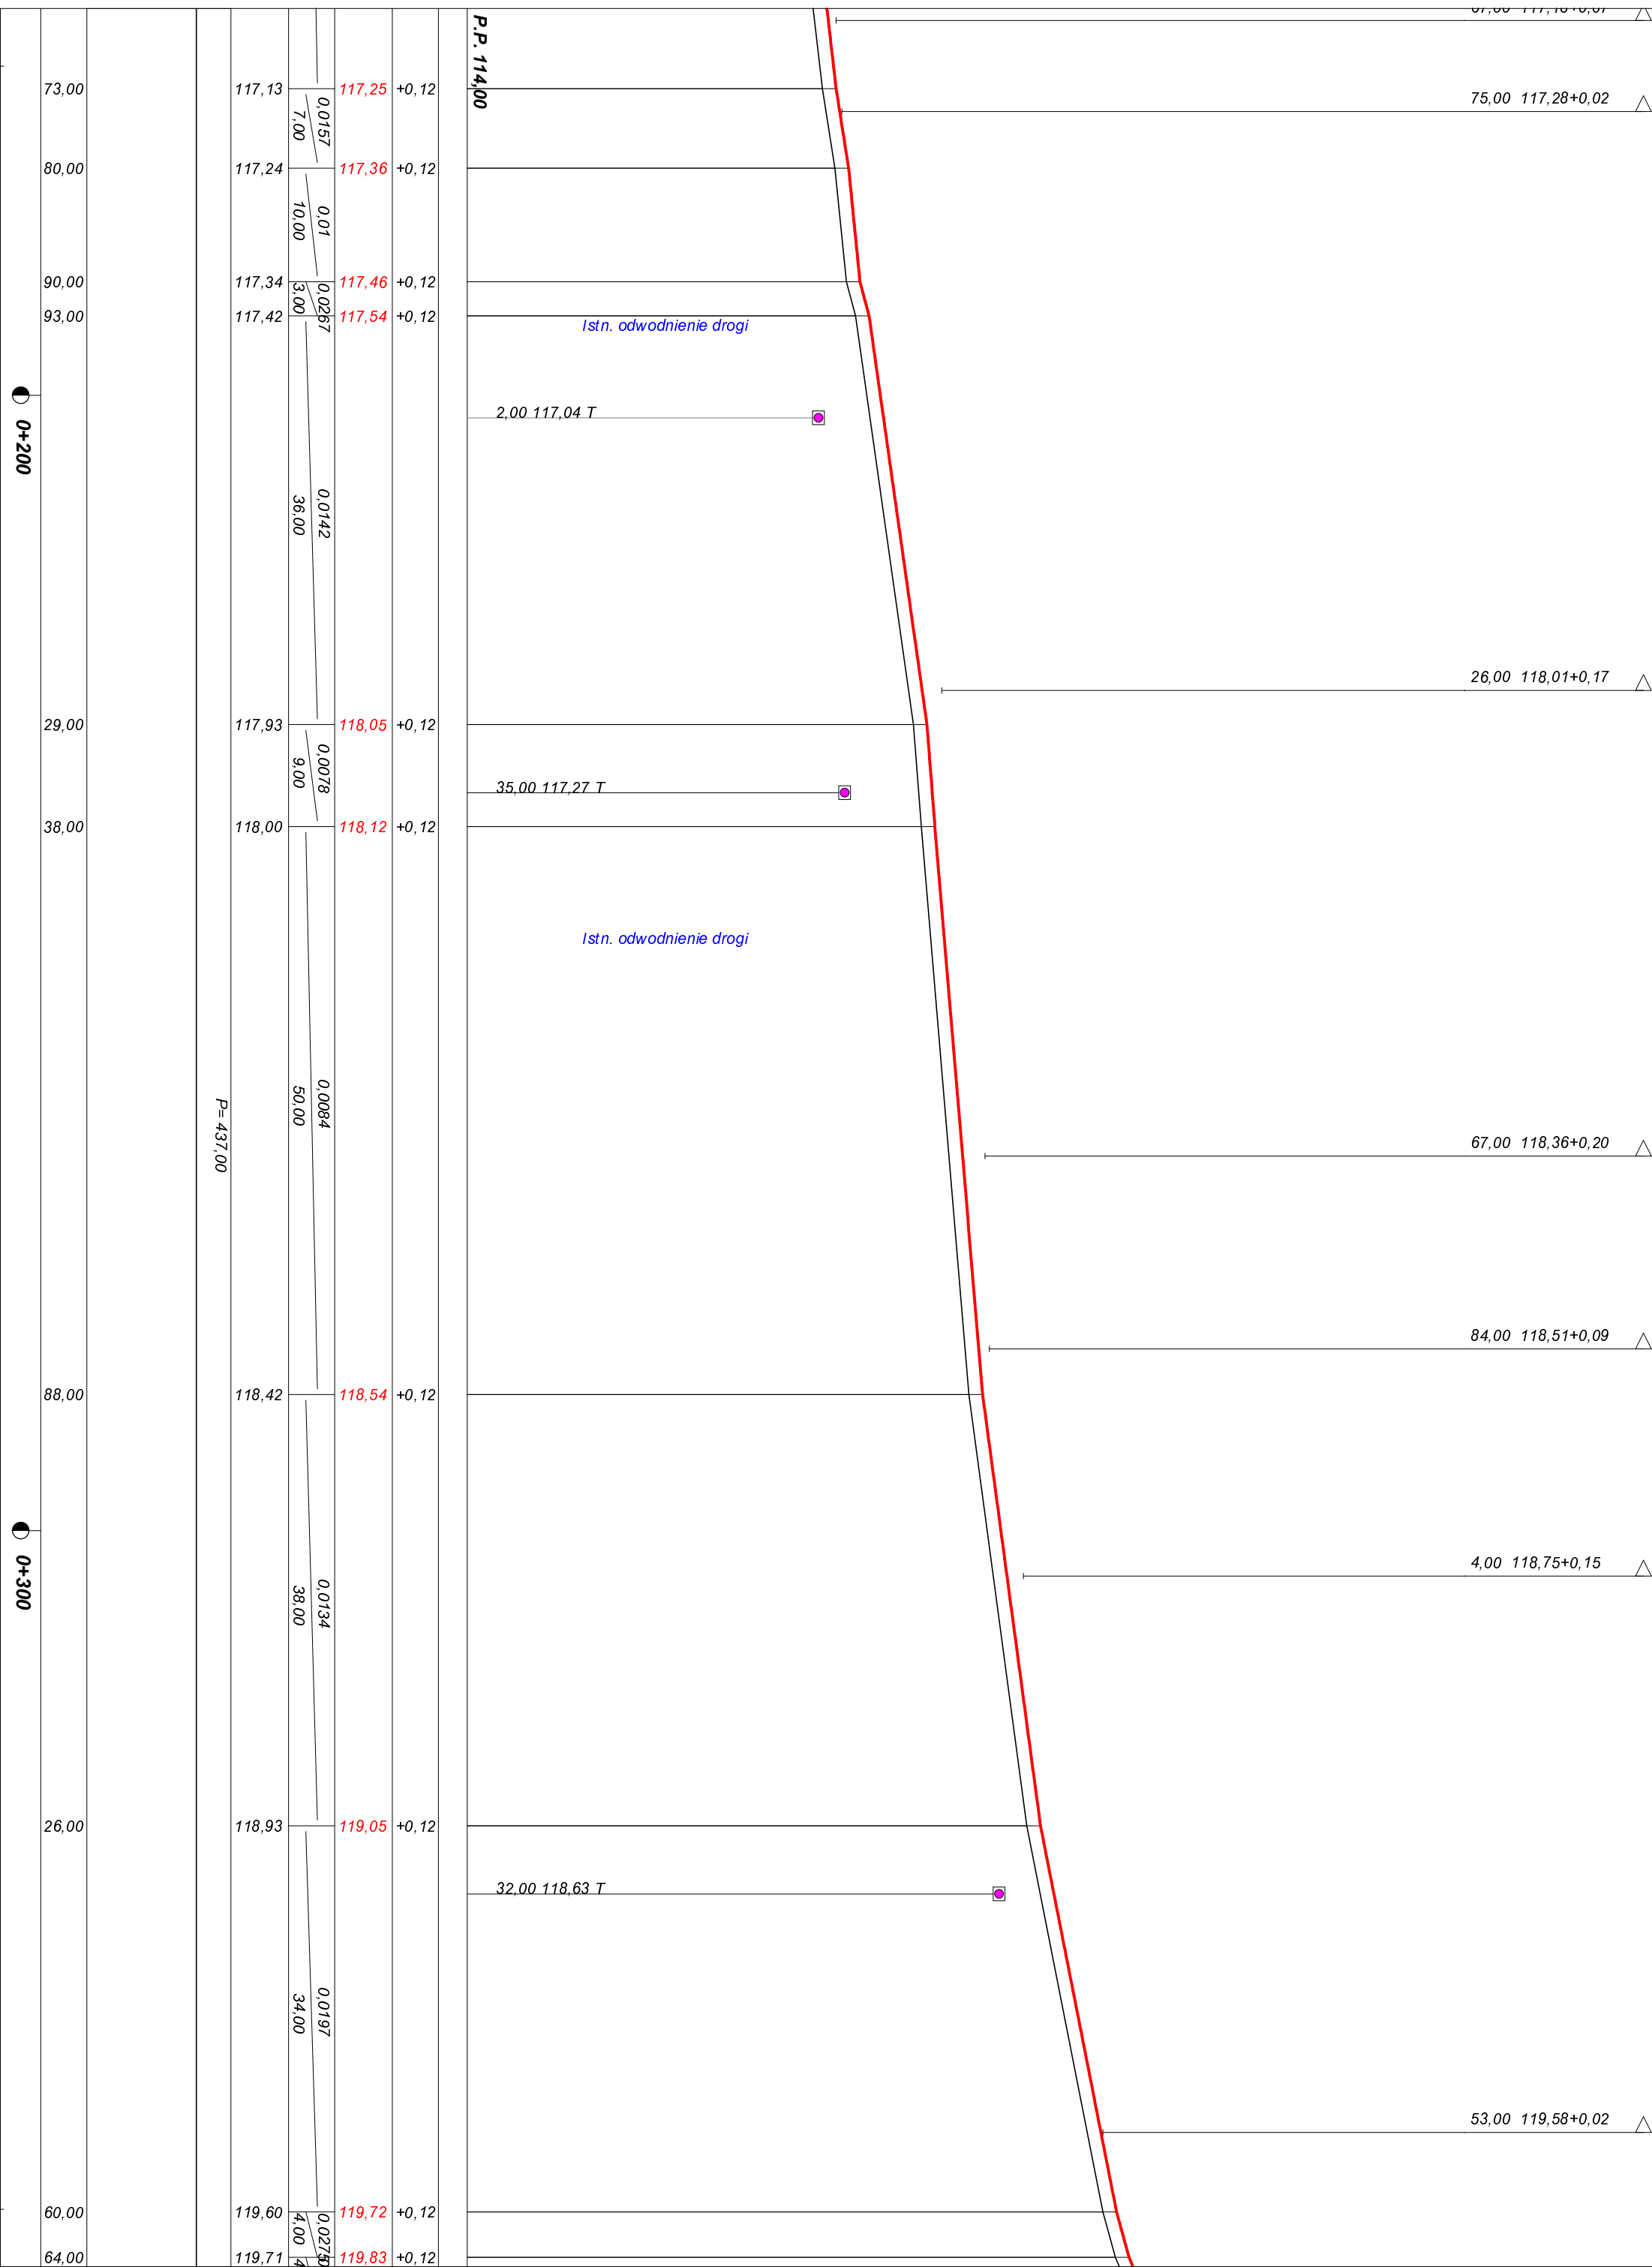 P.P. 114,00
73,00 117,13 117,25 +0,12
75,00 117,28+0,02
0,0157
7,00
80,00 117,24 117,36 +0,12
0,01
10,00
90,00 117,34 117,46 +0,12
0,0267
3,00
93,00 117,42 117,54 +0,12
Istn. odwodnienie drogi
0+200
2,00 117,04 T
0,0142
36,00
26,00 118,01+0,17
29,00 117,93 118,05 +0,12
0,0078
9,00
35,00 117,27 T
38,00 118,00 118,12 +0,12
Istn. odwodnienie drogi
0,0084
50,00
P= 437,00
67,00 118,36+0,20
84,00 118,51+0,09
88,00 118,42 118,54 +0,12
0+300
4,00 118,75+0,15
0,0134
38,00
26,00 118,93 119,05 +0,12
32,00 118,63 T
0,0197
34,00
53,00 119,58+0,02
60,00 119,60 119,72 +0,12
0,0275
4,00
64,00 119,71 119,83 +0,12